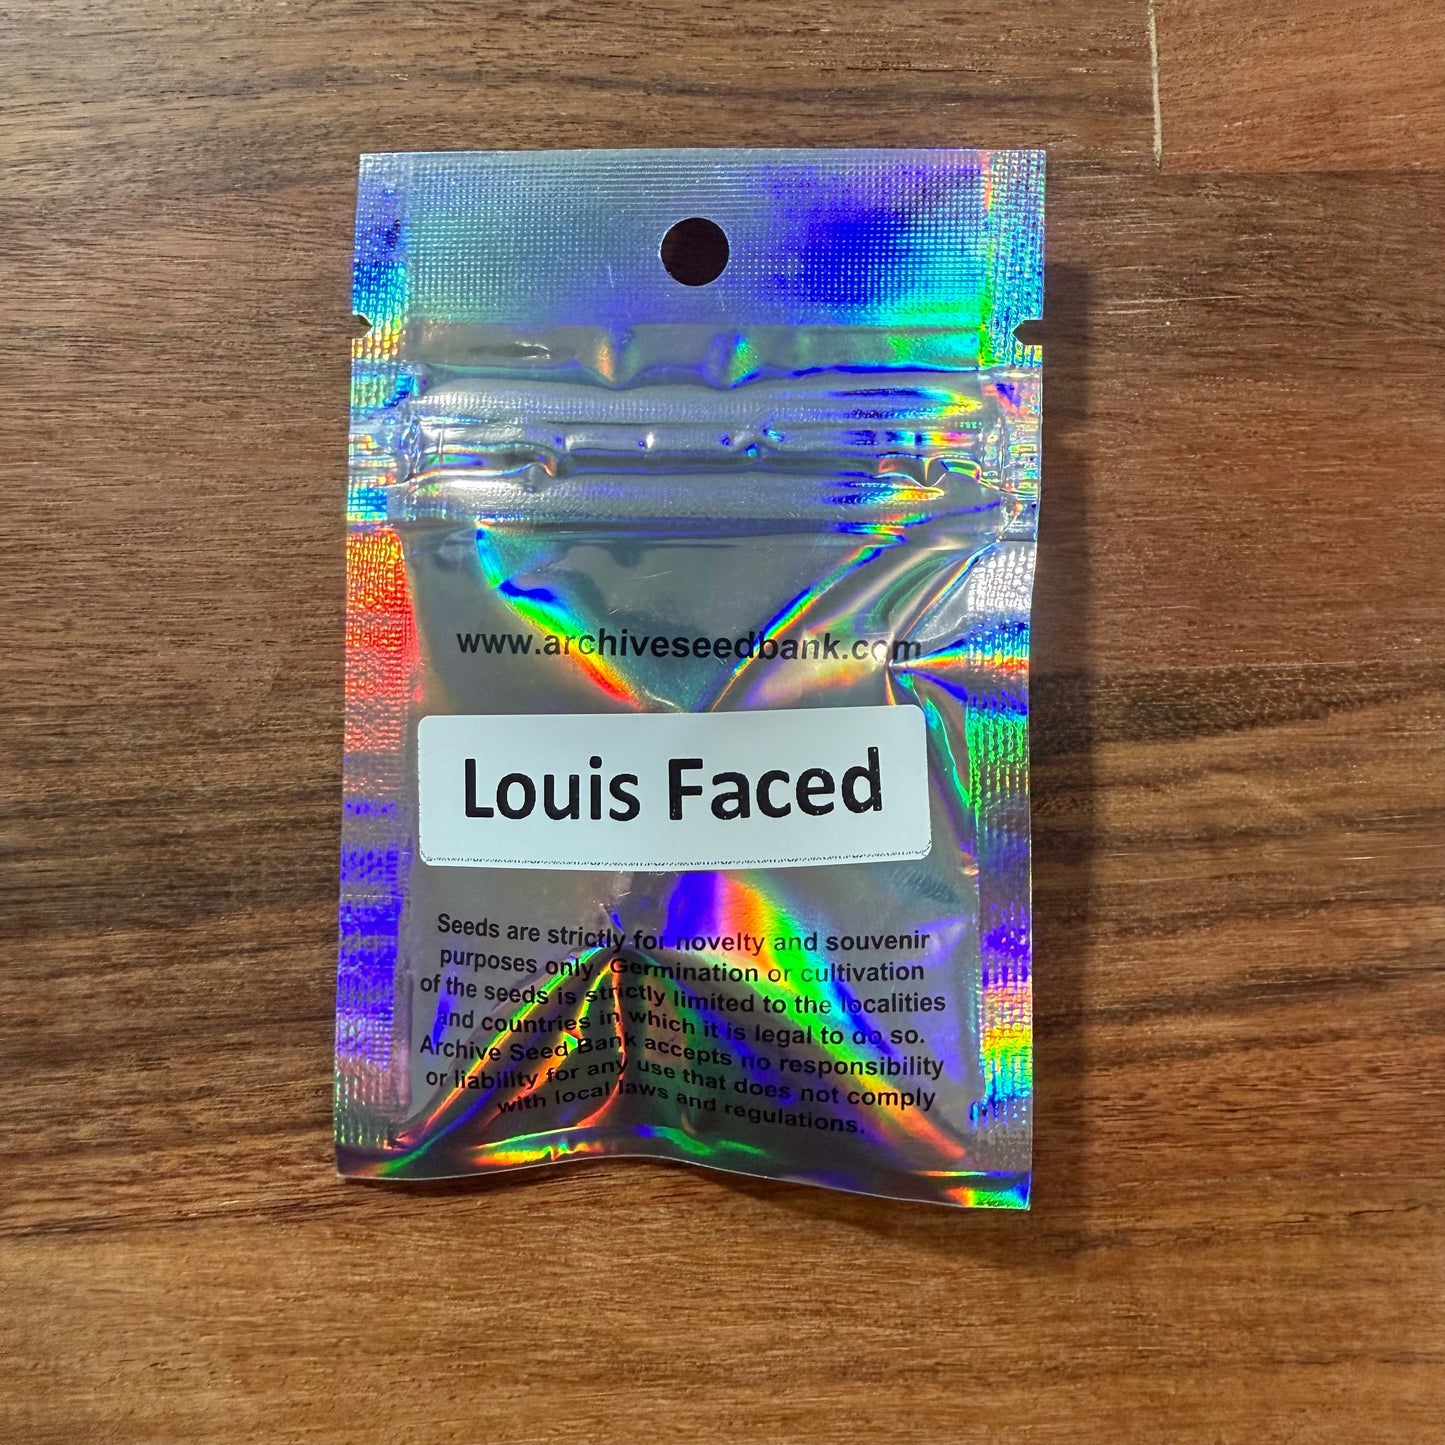 www.archiveseedbank.com
Louis Faced
Seeds are strictly for novelty and souvenir
purposes only. Germination or cultivation
of the seeds is strictly limited to the localities
and countries in which it is legal to do so.
Archive Seed Bank accepts no responsibility
or liability for any use that does not comply
with local laws and regulations.